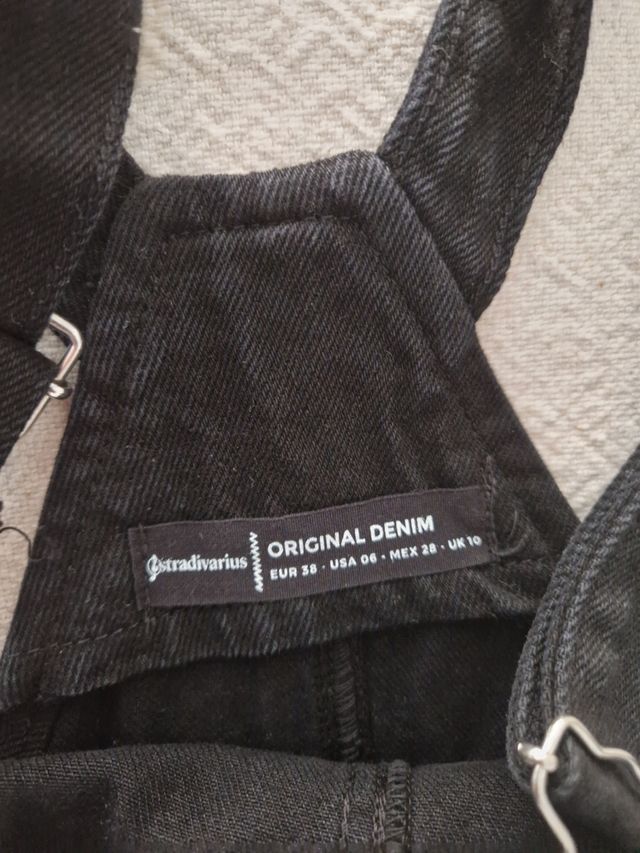 stradivarius
ORIGINAL DENIM
EUR 38 · USA 06 · MEX 28 · UK 10